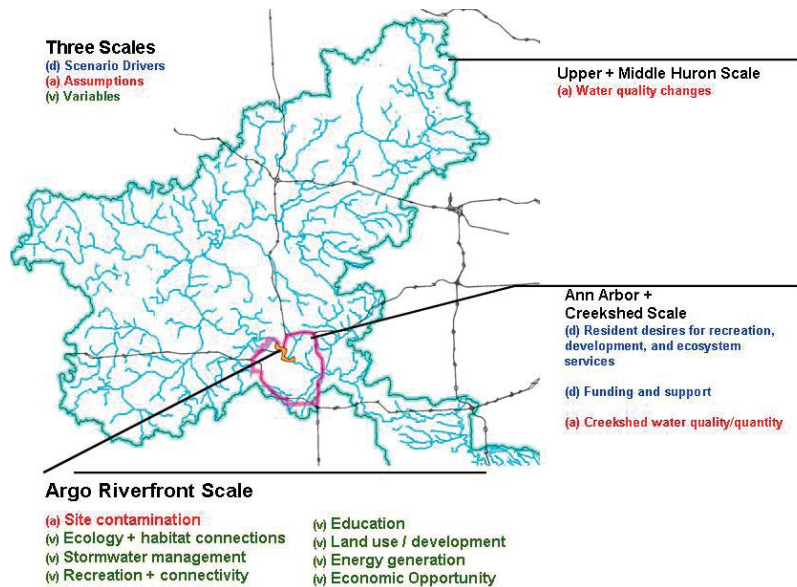 Three Scales
(d) Scenario Drivers
(a) Assumptions
(v) Variables
Upper + Middle Huron Scale
(a) Water quality changes
Ann Arbor +
Creekshed Scale
(d) Resident desires for recreation,
development, and ecosystem
services
(d) Funding and support
(a) Creekshed water quality/quantity
Argo Riverfront Scale
(a) Site contamination
(v) Ecology + habitat connections
(v) Stormwater management
(v) Recreation + connectivity
(v) Education
(v) Land use / development
(v) Energy generation
(v) Economic Opportunity